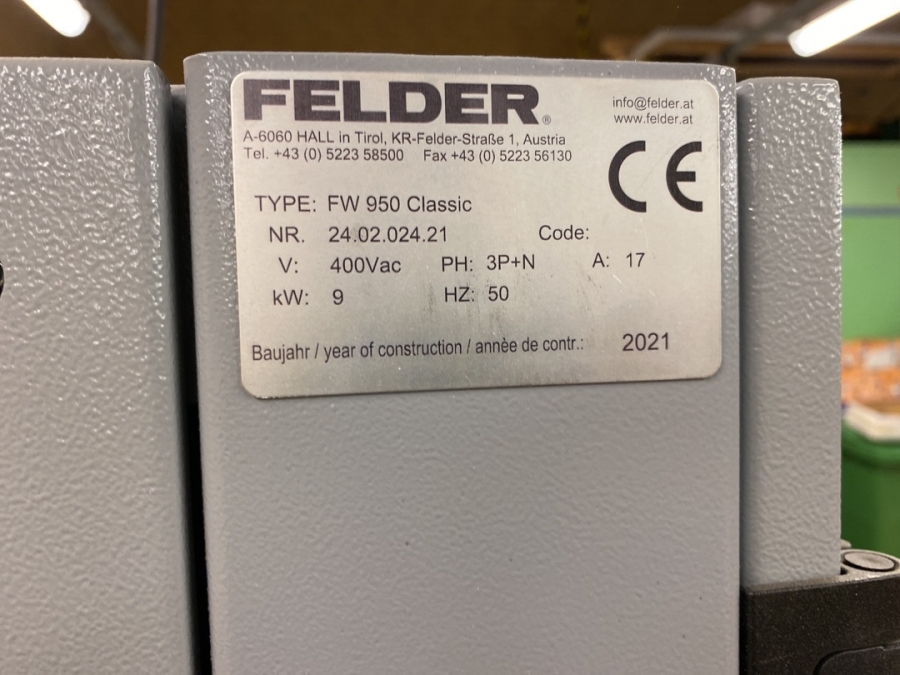 FELDER®
info@felder.at
www.felder.at
A-6060 HALL in Tirol, KR-Felder-Straße 1, Austria
Tel. +43 (0) 5223 58500 Fax +43 (0) 5223 56130
CE
TYPE: FW 950 Classic
NR. 24.02.024.21 Code:
V: 400Vac PH: 3P+N A: 17
kW: 9 HZ: 50
Baujahr / year of construction / annèe de contr.: 2021